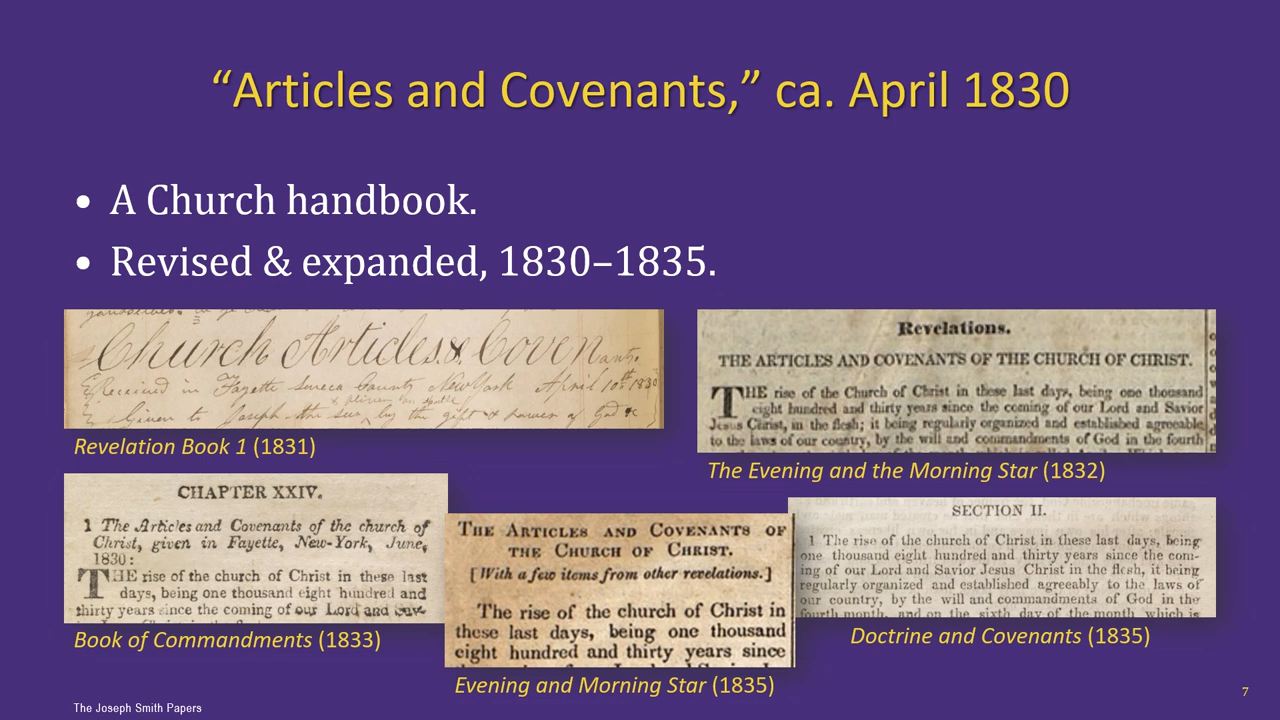 “Articles and Covenants,” ca. April 1830
• A Church handbook.
• Revised & expanded, 1830–1835.
Church Articles & Covenants.
Received in Fayette Seneca County New York April 10th 1830
Given to Joseph the Seer by the gift & power of God &c
Revelation Book 1 (1831)
Revelations.
THE ARTICLES AND COVENANTS OF THE CHURCH OF CHRIST.
THE rise of the Church of Christ in these last days, being one thousand
eight hundred and thirty years since the coming of our Lord and Savior
Jesus Christ, in the flesh; it being regularly organized and established agreeable
to the laws of our country, by the will and commandments of God in the fourth
The Evening and the Morning Star (1832)
CHAPTER XXIV.
1 The Articles and Covenants of the church of
Christ, given in Fayette, New-York, June,
1830:
THE rise of the church of Christ in these last
days, being one thousand eight hundred and
thirty years since the coming of our Lord and
Book of Commandments (1833)
THE ARTICLES AND COVENANTS OF
THE CHURCH OF CHRIST.
[With a few items from other revelations.]
The rise of the church of Christ in
these last days, being one thousand
eight hundred and thirty years since
Evening and Morning Star (1835)
SECTION II.
1 The rise of the church of Christ in these last days, being
one thousand eight hundred and thirty years since the com-
ing of our Lord and Savior Jesus Christ in the flesh, it being
regularly organized and established agreeably to the laws of
our country, by the will and commandments of God in the
fourth month, and on the sixth day of the month which is
Doctrine and Covenants (1835)
The Joseph Smith Papers
7